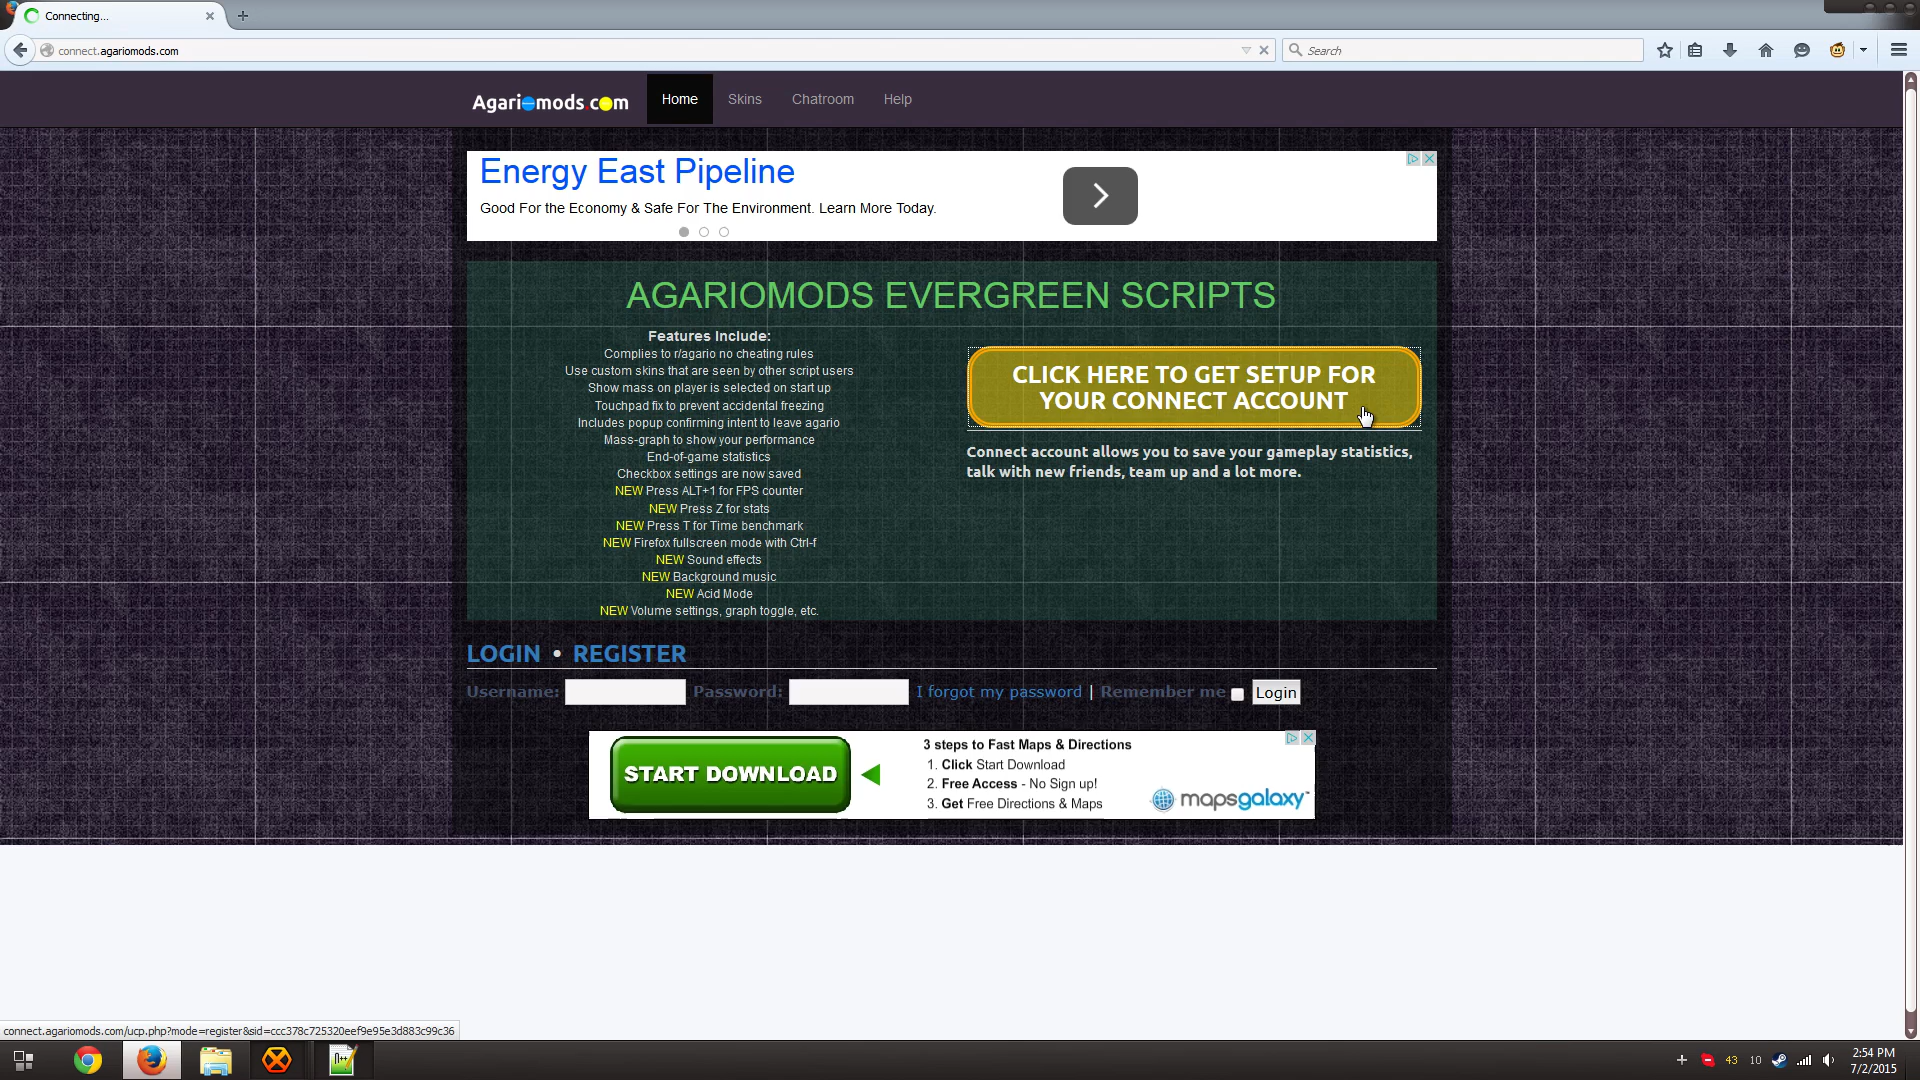 Connecting...
connect.agariomods.com
Search
Agariomods.com
Home
Skins
Chatroom
Help
Energy East Pipeline
Good For the Economy & Safe For The Environment. Learn More Today.
AGARIOMODS EVERGREEN SCRIPTS
Features Include:
Complies to r/agario no cheating rules
Use custom skins that are seen by other script users
Show mass on player is selected on start up
Touchpad fix to prevent accidental freezing
Includes popup confirming intent to leave agario
Mass-graph to show your performance
End-of-game statistics
Checkbox settings are now saved
NEW Press ALT+1 for FPS counter
NEW Press Z for stats
NEW Press T for Time benchmark
NEW Firefox fullscreen mode with Ctrl-f
NEW Sound effects
NEW Background music
NEW Acid Mode
NEW Volume settings, graph toggle, etc.
CLICK HERE TO GET SETUP FOR
YOUR CONNECT ACCOUNT
Connect account allows you to save your gameplay statistics,
talk with new friends, team up and a lot more.
LOGIN • REGISTER
Username:
Password:
I forgot my password | Remember me
Login
START DOWNLOAD
3 steps to Fast Maps & Directions
1. Click Start Download
2. Free Access - No Sign up!
3. Get Free Directions & Maps
mapsgalaxy™
connect.agariomods.com/ucp.php?mode=register&sid=ccc378c725320eef9e95e3d883c99c36
43
10
2:54 PM
7/2/2015